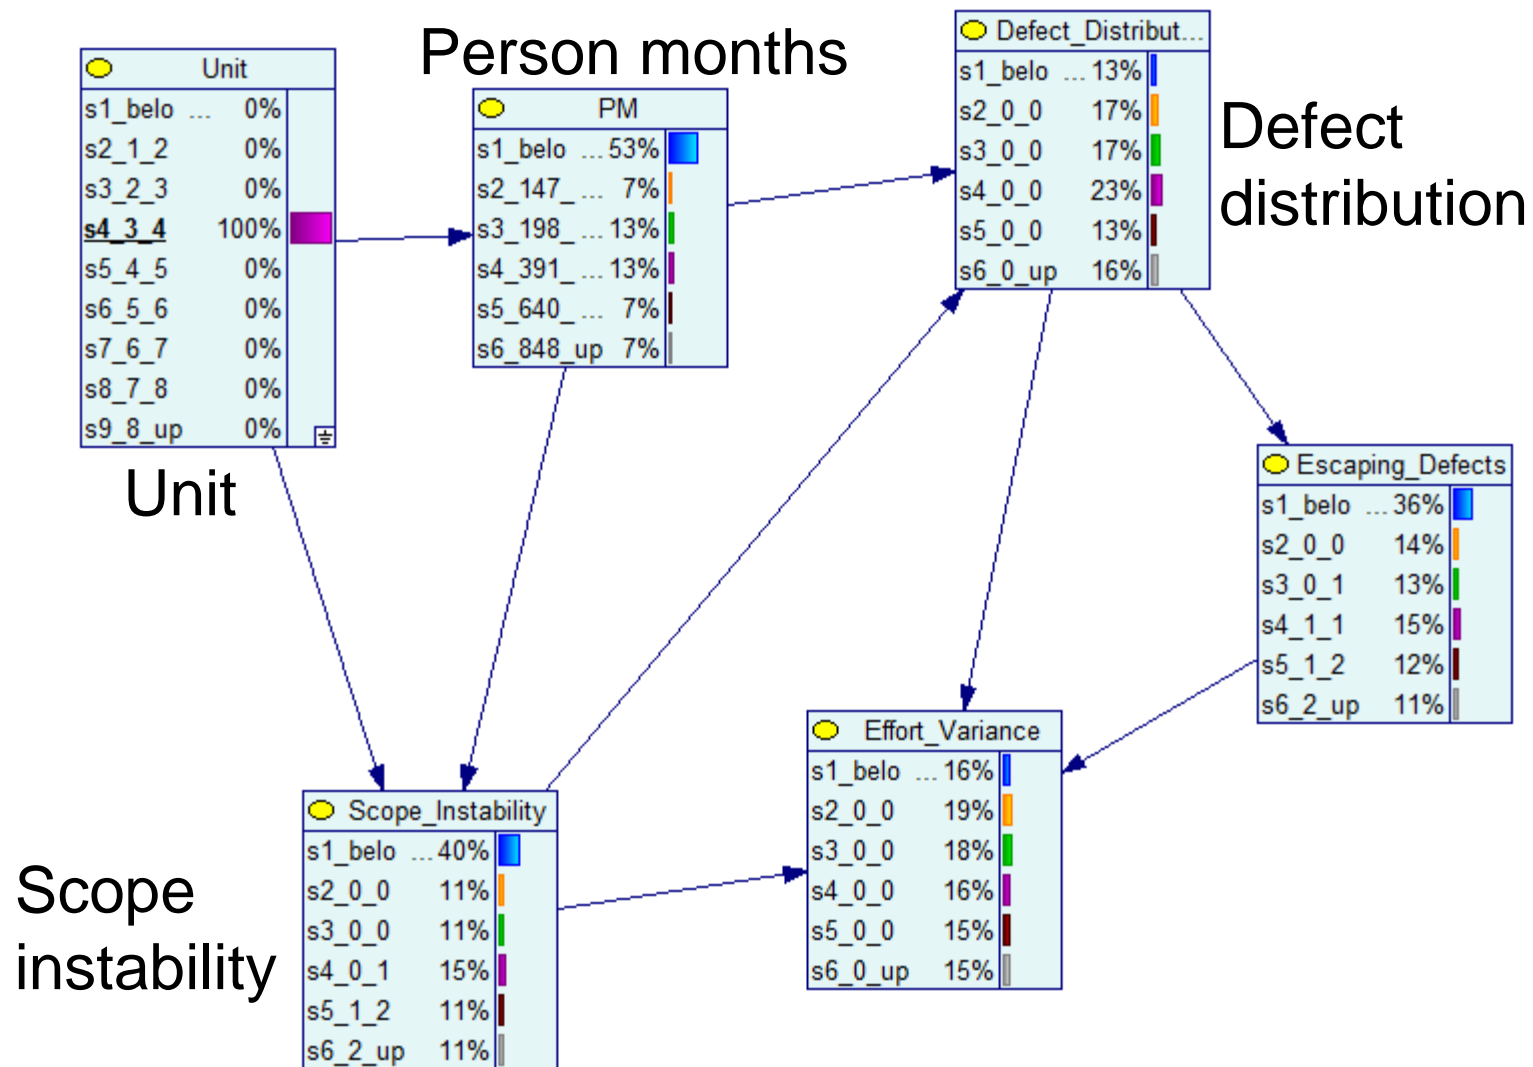 Person months
Unit
s1_belo ... 0%
s2_1_2 0%
s3_2_3 0%
s4_3_4 100%
s5_4_5 0%
s6_5_6 0%
s7_6_7 0%
s8_7_8 0%
s9_8_up 0%
Unit
PM
s1_belo ... 53%
s2_147_ ... 7%
s3_198_ ... 13%
s4_391_ ... 13%
s5_640_ ... 7%
s6_848_up 7%
Defect_Distribut...
s1_belo ... 13%
s2_0_0 17%
s3_0_0 17%
s4_0_0 23%
s5_0_0 13%
s6_0_up 16%
Defect
distribution
Escaping_Defects
s1_belo ... 36%
s2_0_0 14%
s3_0_1 13%
s4_1_1 15%
s5_1_2 12%
s6_2_up 11%
Effort_Variance
s1_belo ... 16%
s2_0_0 19%
s3_0_0 18%
s4_0_0 16%
s5_0_0 15%
s6_0_up 15%
Scope
instability
Scope_Instability
s1_belo ... 40%
s2_0_0 11%
s3_0_0 11%
s4_0_1 15%
s5_1_2 11%
s6_2_up 11%